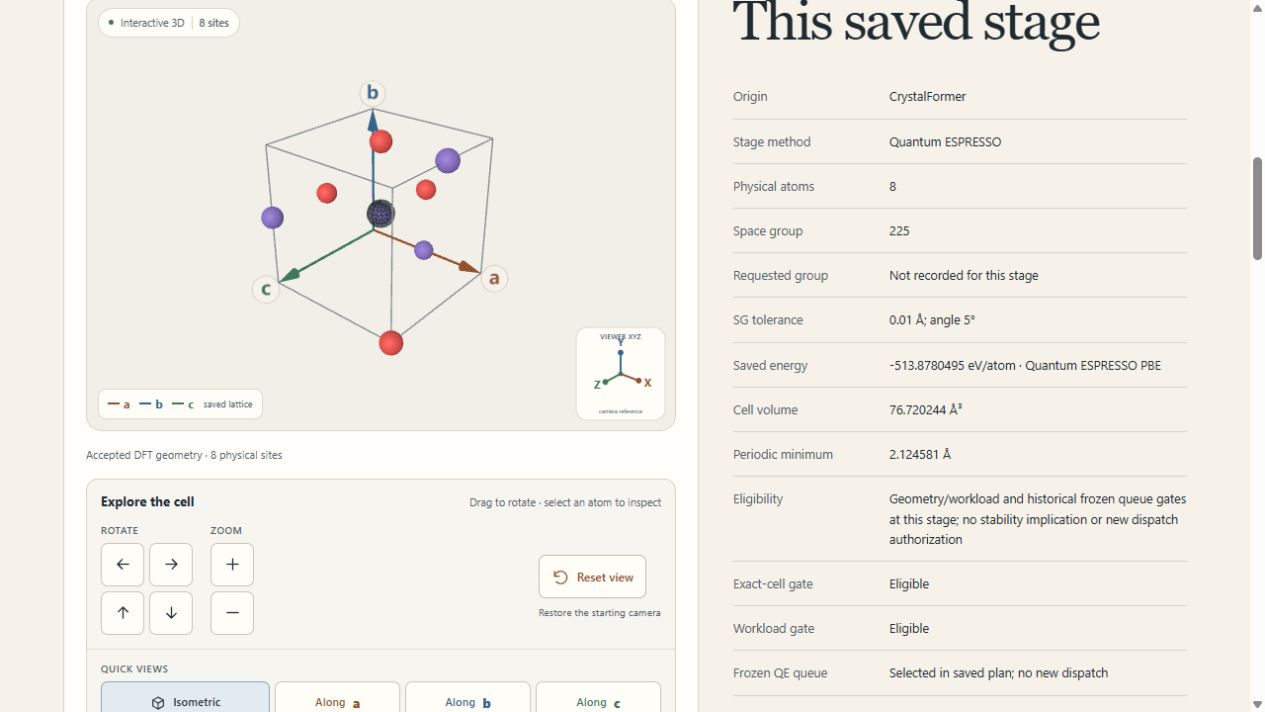 Interactive 3D | 8 sites
b
c
a
VIEWER XYZ
Y
Z
X
camera reference
a b c saved lattice
Accepted DFT geometry · 8 physical sites
Explore the cell
Drag to rotate · select an atom to inspect
ROTATE
ZOOM
← → +
Reset view
↑ ↓ −
Restore the starting camera
QUICK VIEWS
Isometric
Along a
Along b
Along c
This saved stage
Origin CrystalFormer
Stage method Quantum ESPRESSO
Physical atoms 8
Space group 225
Requested group Not recorded for this stage
SG tolerance 0.01 Å; angle 5°
Saved energy -513.8780495 eV/atom · Quantum ESPRESSO PBE
Cell volume 76.720244 Å³
Periodic minimum 2.124581 Å
Eligibility Geometry/workload and historical frozen queue gates
at this stage; no stability implication or new dispatch
authorization
Exact-cell gate Eligible
Workload gate Eligible
Frozen QE queue Selected in saved plan; no new dispatch